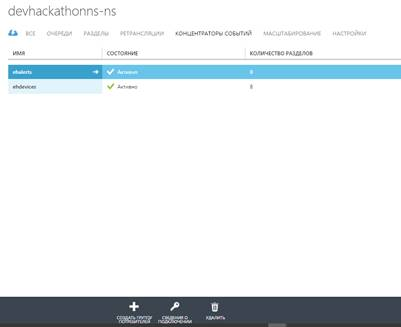 devhackathonns-ns
ВСЕ ОЧЕРЕДИ РАЗДЕЛЫ РЕТРАНСЛЯЦИИ КОНЦЕНТРАТОРЫ СОБЫТИЙ МАСШТАБИРОВАНИЕ НАСТРОЙКИ
ИМЯ СОСТОЯНИЕ КОЛИЧЕСТВО РАЗДЕЛОВ
ehalerts Активно 8
ehdevices Активно 8
СОЗДАТЬ ГРУППУ ПОТРЕБИТЕЛЕЙ
СВЕДЕНИЯ О ПОДКЛЮЧЕНИИ
УДАЛИТЬ